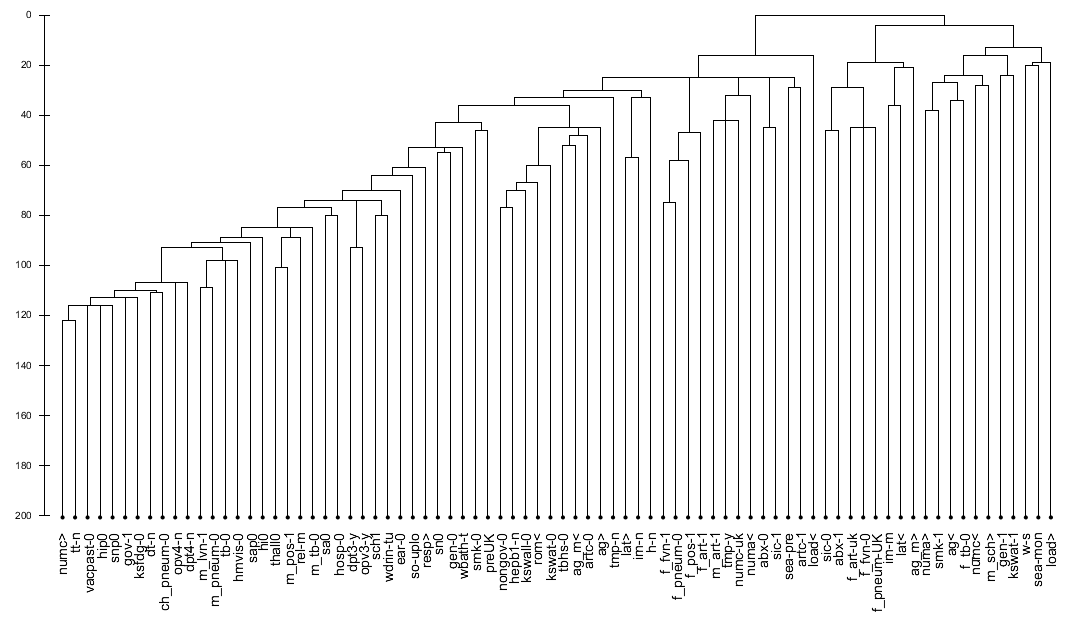 0
20
40
60
80
100
120
140
160
180
200
numc>
tt-n
vacpast-0
hip0
snp0
gov-1
ksfdg-0
dt-n
ch_pneum-0
opv4-n
dpt4-n
m_lvn-1
m_pneum-0
tb-0
hmvis-0
sap0
hl0
thall0
m_pos-1
rel-m
m_tb-0
sa0
hosp-0
dpt3-y
opv3-y
sch1
wdrin-tu
ear-0
so-uplo
resp>
sn0
gen-0
wbath-t
smk-0
preUK
nongov-0
hepb1-n
kswall-0
rom<
kswat-0
tbhs-0
ag_m<
artfc-0
ag>
tmp-n
lat>
im-n
h-n
f_fvn-1
f_pneum-0
f_pos-1
f_art-1
m_art-1
tmp-y
numc-uk
numa<
abx-0
sic-1
sea-pre
artfc-1
load<
sic-0
abx-1
f_art-uk
f_fvn-0
f_pneum-UK
im-m
lat<
ag_m>
numa>
smk-1
ag<
f_tb-0
numc<
m_sch>
gen-1
kswat-1
w-s
sea-mon
load>